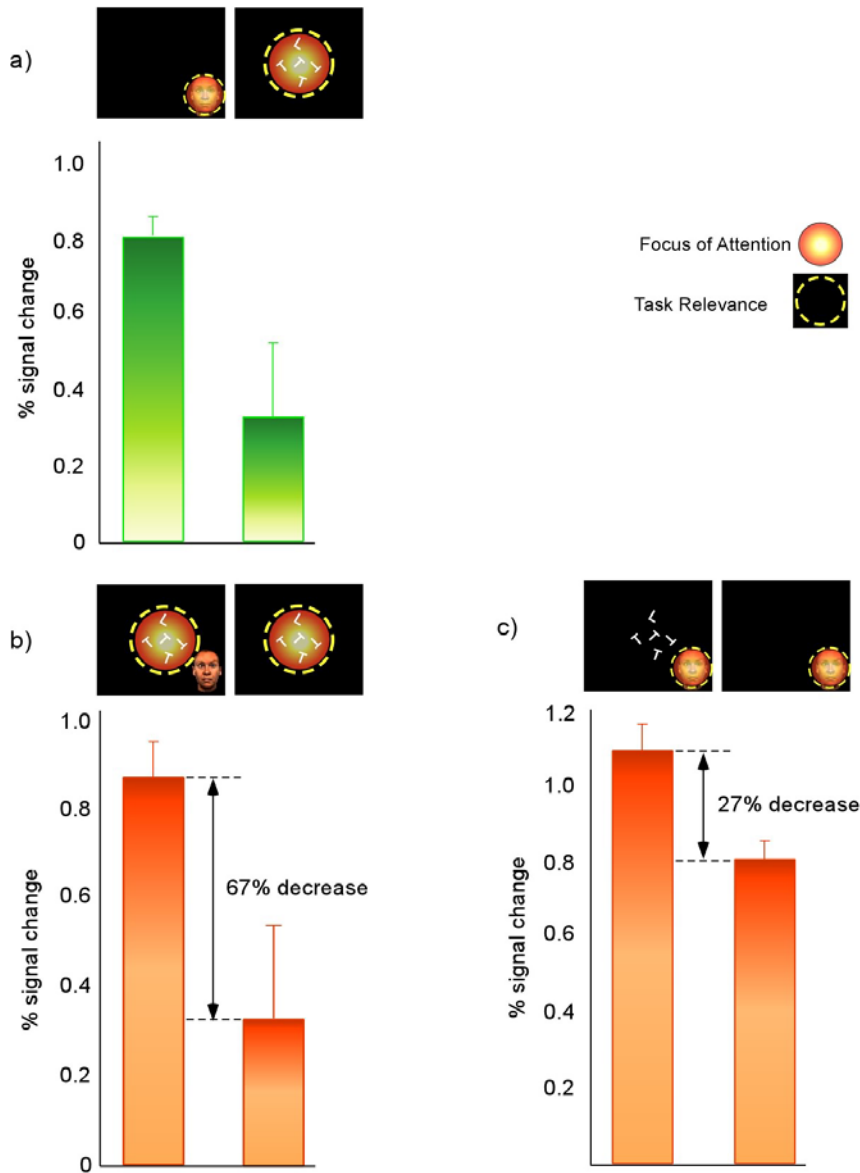 a)
L
T T T
T
1.0
0.8
0.6
0.4
0.2
0
% signal change
Focus of Attention
Task Relevance
b)
L
T T T
T
L
T T T
T
1.0
0.8
0.6
0.4
0.2
0
% signal change
67% decrease
c)
L
T T T
T
1.2
1.0
0.8
0.6
0.4
0.2
% signal change
27% decrease